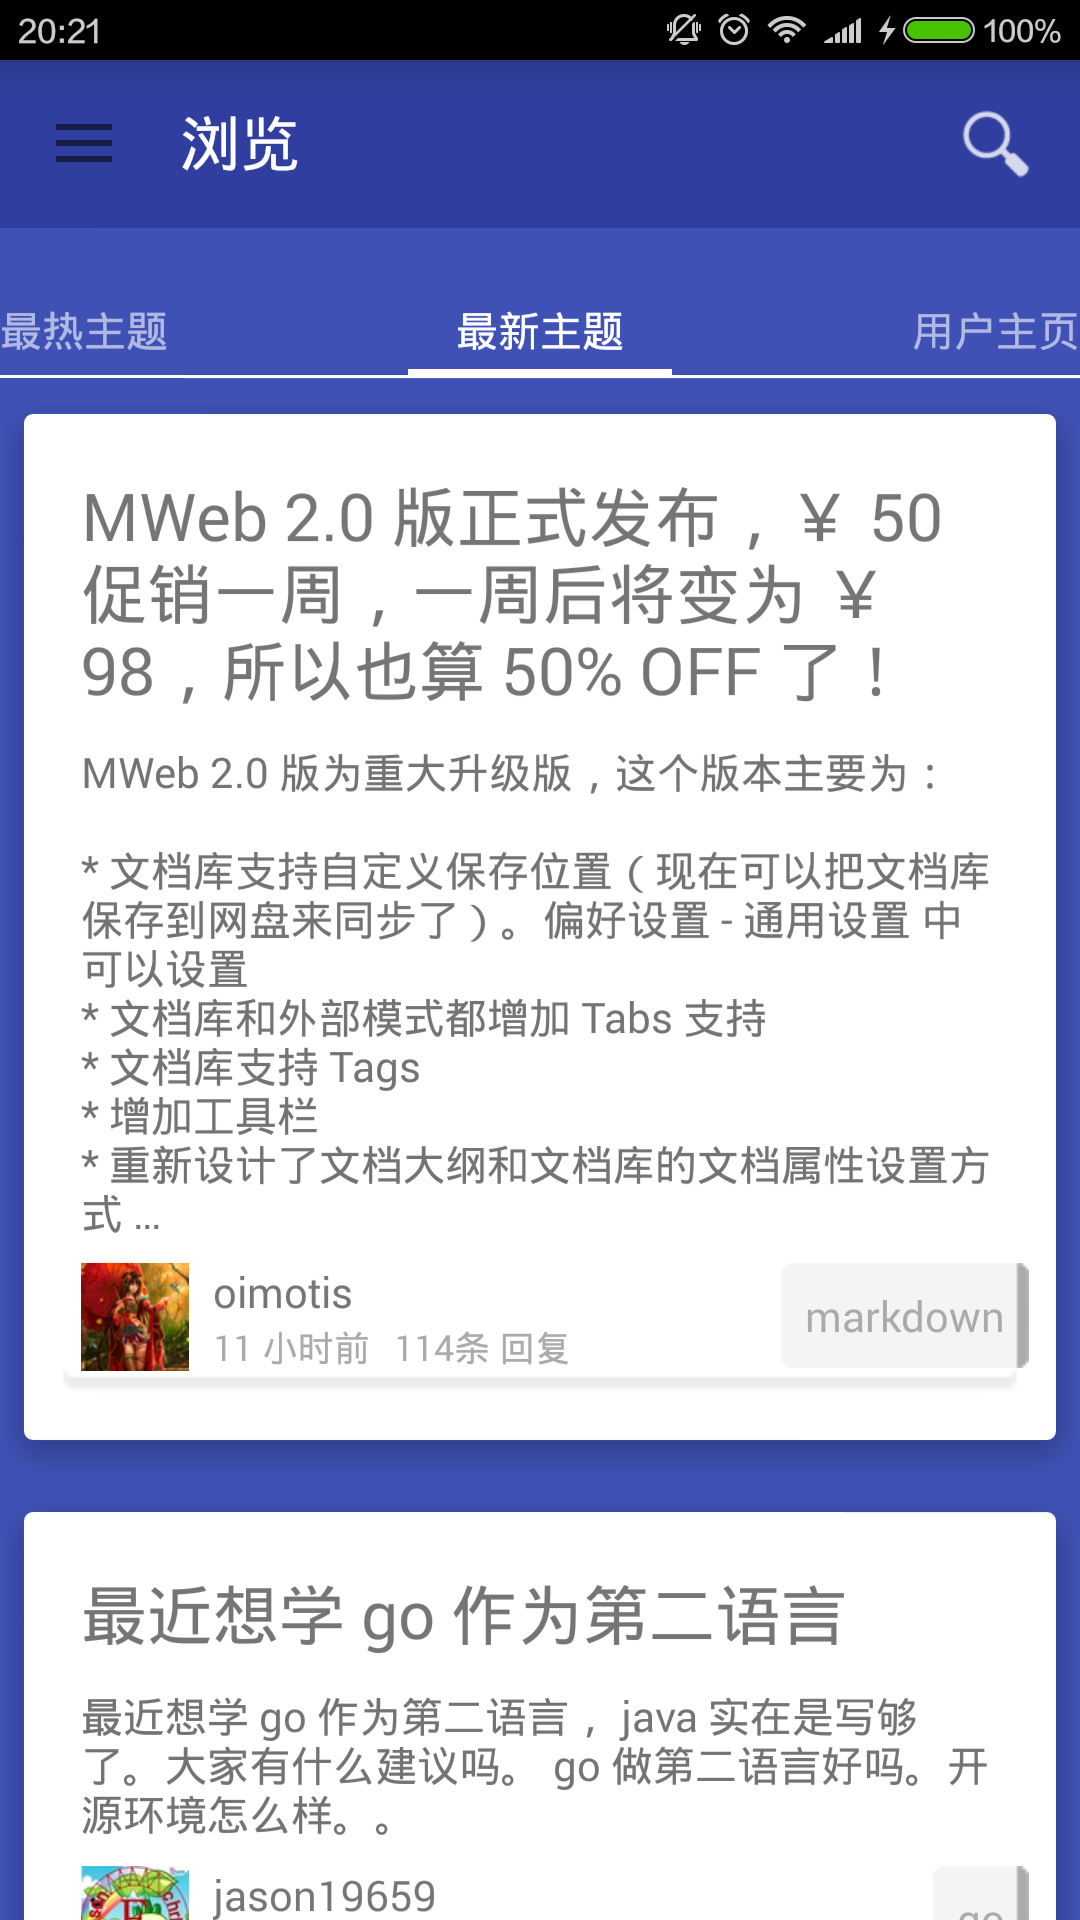 20:21
100%
浏览
最热主题
最新主题
用户主页
MWeb 2.0 版正式发布，￥ 50
促销一周，一周后将变为 ￥
98，所以也算 50% OFF 了！
MWeb 2.0 版为重大升级版，这个版本主要为：
* 文档库支持自定义保存位置（现在可以把文档库
保存到网盘来同步了）。偏好设置 - 通用设置 中
可以设置
* 文档库和外部模式都增加 Tabs 支持
* 文档库支持 Tags
* 增加工具栏
* 重新设计了文档大纲和文档库的文档属性设置方
式 ...
oimotis
markdown
11 小时前 114条 回复
最近想学 go 作为第二语言
最近想学 go 作为第二语言， java 实在是写够
了。大家有什么建议吗。 go 做第二语言好吗。开
源环境怎么样。。
jason19659
go